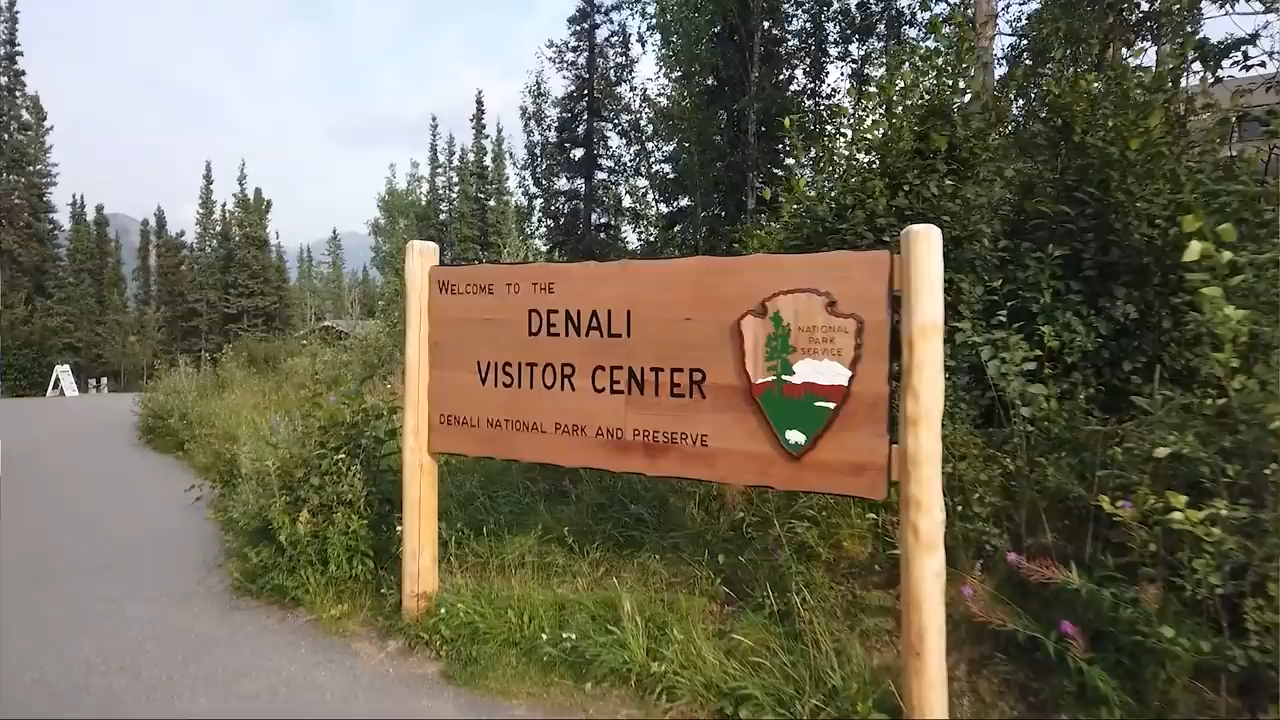 WELCOME TO THE
DENALI
VISITOR CENTER
DENALI NATIONAL PARK AND PRESERVE
NATIONAL
PARK
SERVICE